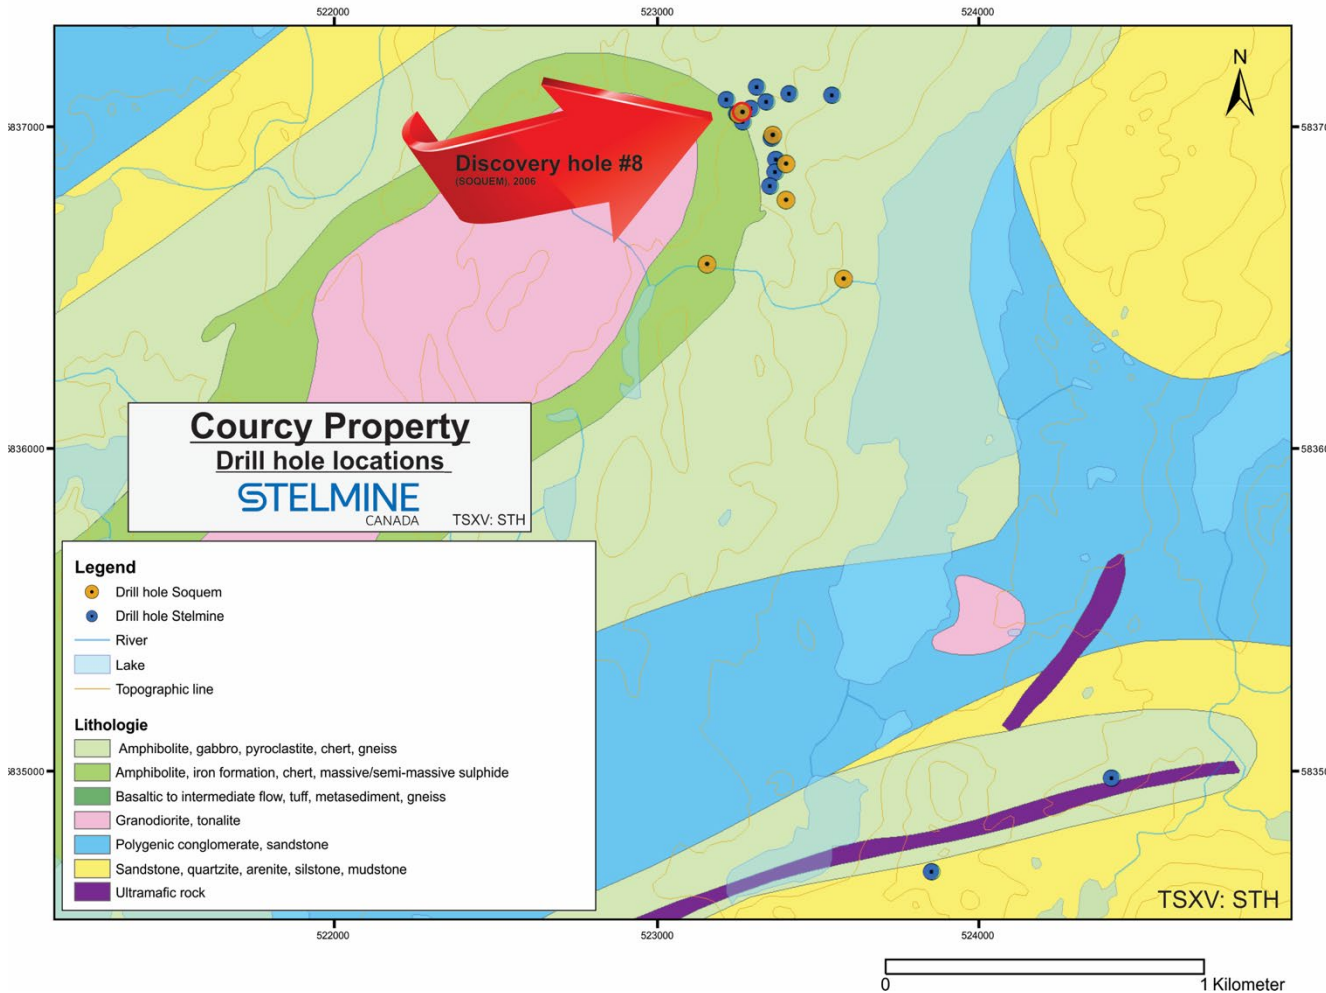 522000
523000
524000
N
5837000
5837
Discovery hole #8
(SOQUEM), 2006
Courcy Property
Drill hole locations
STELMINE
CANADA
TSXV: STH
5836000
5836
Legend
Drill hole Soquem
Drill hole Stelmine
River
Lake
Topographic line
Lithologie
Amphibolite, gabbro, pyroclastite, chert, gneiss
Amphibolite, iron formation, chert, massive/semi-massive sulphide
Basaltic to intermediate flow, tuff, metasediment, gneiss
Granodiorite, tonalite
Polygenic conglomerate, sandstone
Sandstone, quartzite, arenite, silstone, mudstone
Ultramafic rock
5835000
5835
TSXV: STH
522000
523000
524000
0
1 Kilometer